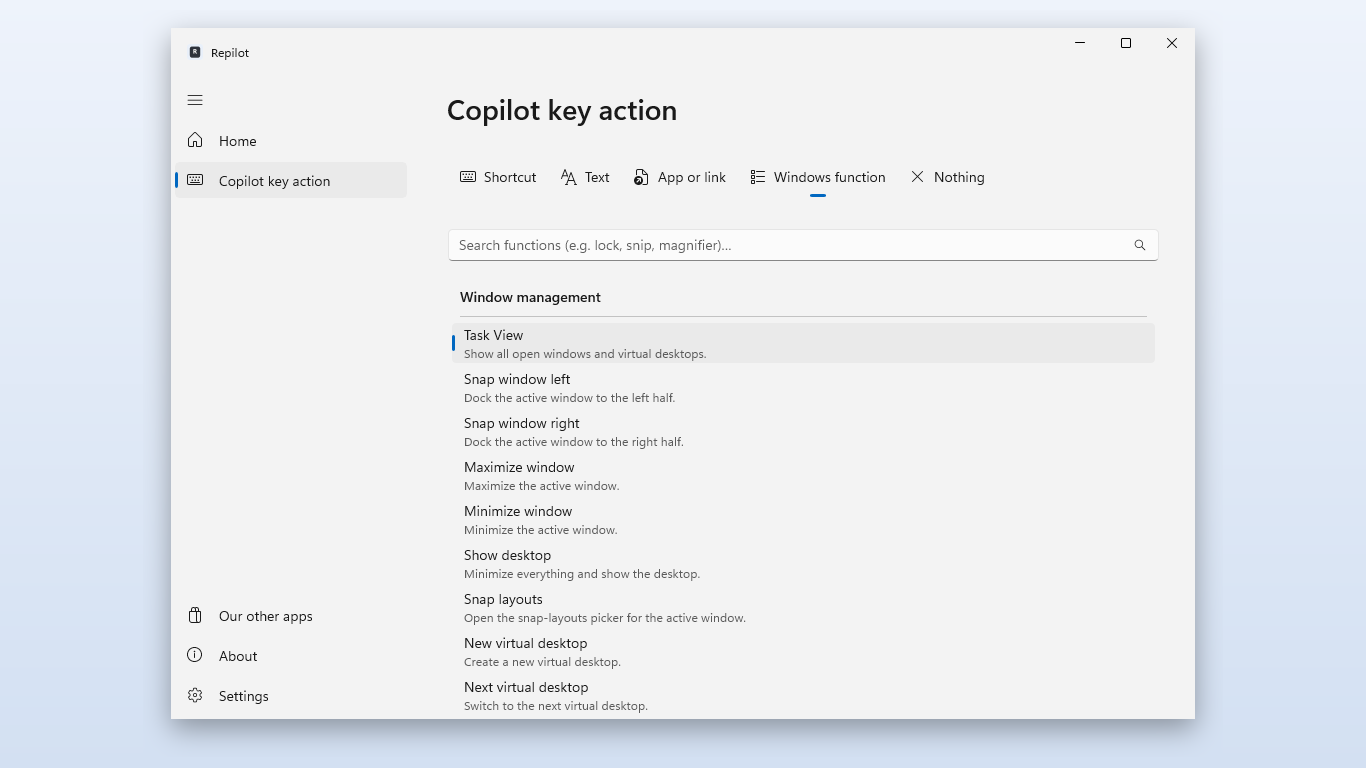 R
Repilot
Home
Copilot key action
Our other apps
About
Settings
Copilot key action
Shortcut Text App or link Windows function Nothing
Search functions (e.g. lock, snip, magnifier)...
Window management
Task View
Show all open windows and virtual desktops.
Snap window left
Dock the active window to the left half.
Snap window right
Dock the active window to the right half.
Maximize window
Maximize the active window.
Minimize window
Minimize the active window.
Show desktop
Minimize everything and show the desktop.
Snap layouts
Open the snap-layouts picker for the active window.
New virtual desktop
Create a new virtual desktop.
Next virtual desktop
Switch to the next virtual desktop.